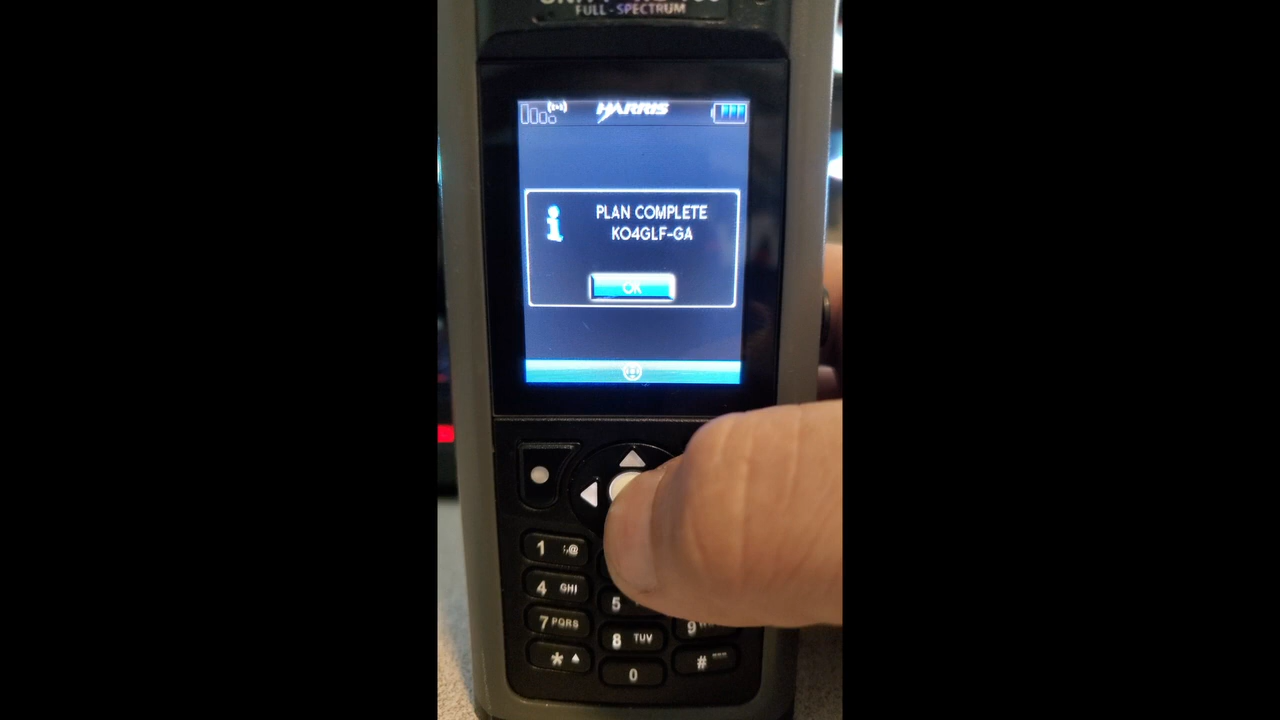 FULL-SPECTRUM
HARRIS
PLAN COMPLETE
KO4GLF-GA
OK
1 .,@
4 GHI
5
7 PQRS
8 TUV
9
*
0
#